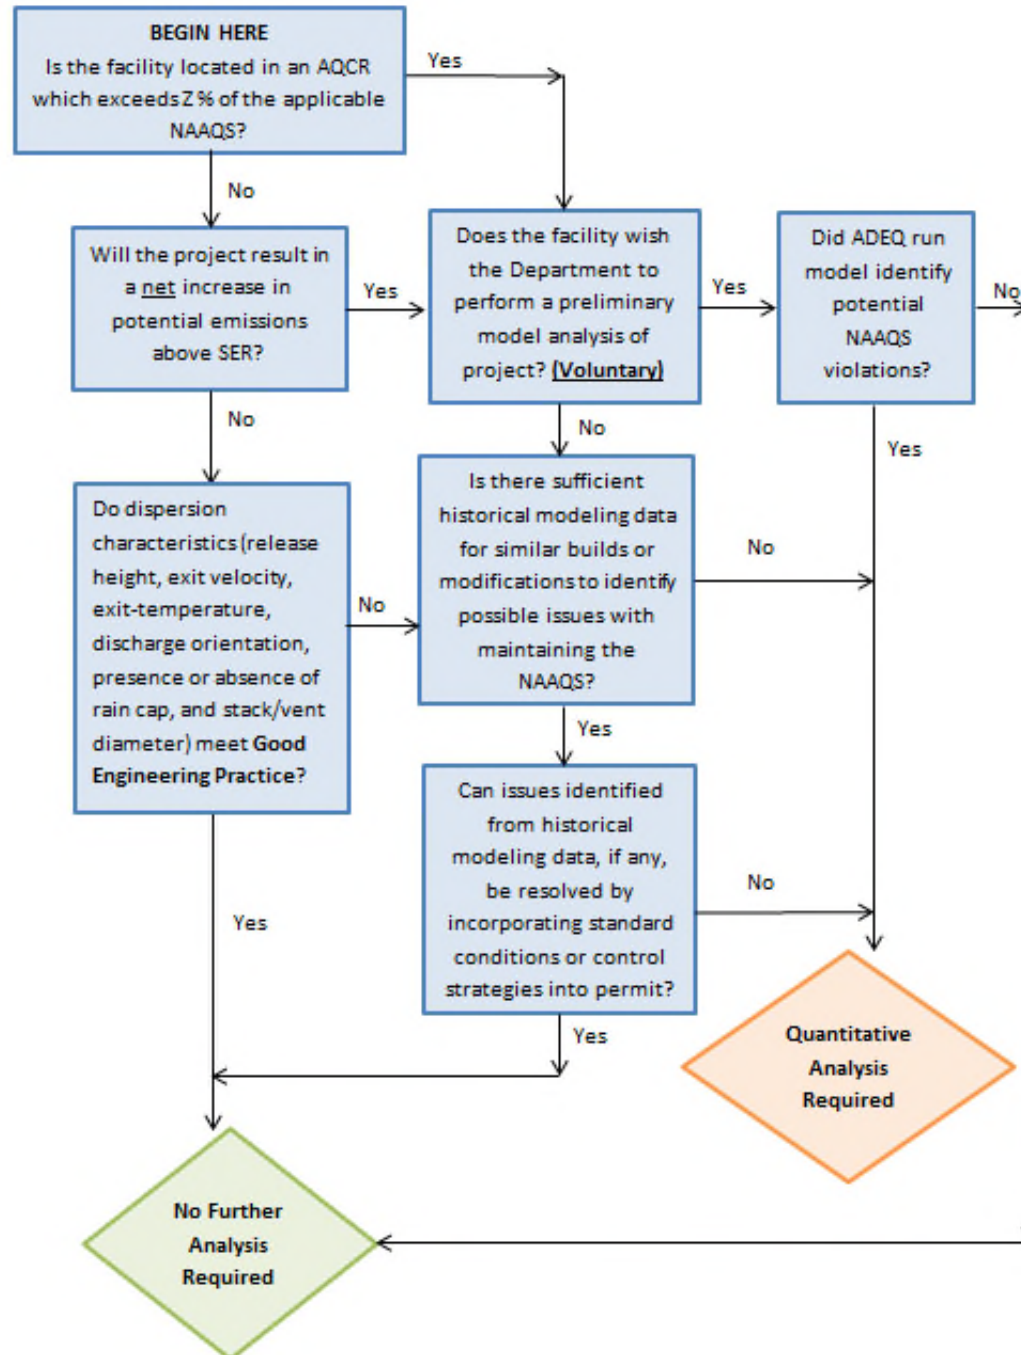 BEGIN HERE
Is the facility located in an AQCR
which exceeds Z % of the applicable
NAAQS?
Yes
No
Will the project result in
a net increase in
potential emissions
above SER?
Yes
Does the facility wish
the Department to
perform a preliminary
model analysis of
project? (Voluntary)
Yes
Did ADEQ run
model identify
potential
NAAQS
violations?
No
No
No
Yes
Do dispersion
characteristics (release
height, exit velocity,
exit-temperature,
discharge orientation,
presence or absence of
rain cap, and stack/vent
diameter) meet Good
Engineering Practice?
No
Is there sufficient
historical modeling data
for similar builds or
modifications to identify
possible issues with
maintaining the
NAAQS?
No
Yes
Can issues identified
from historical
modeling data, if any,
be resolved by
incorporating standard
conditions or control
strategies into permit?
No
Yes
Yes
Quantitative
Analysis
Required
No Further
Analysis
Required